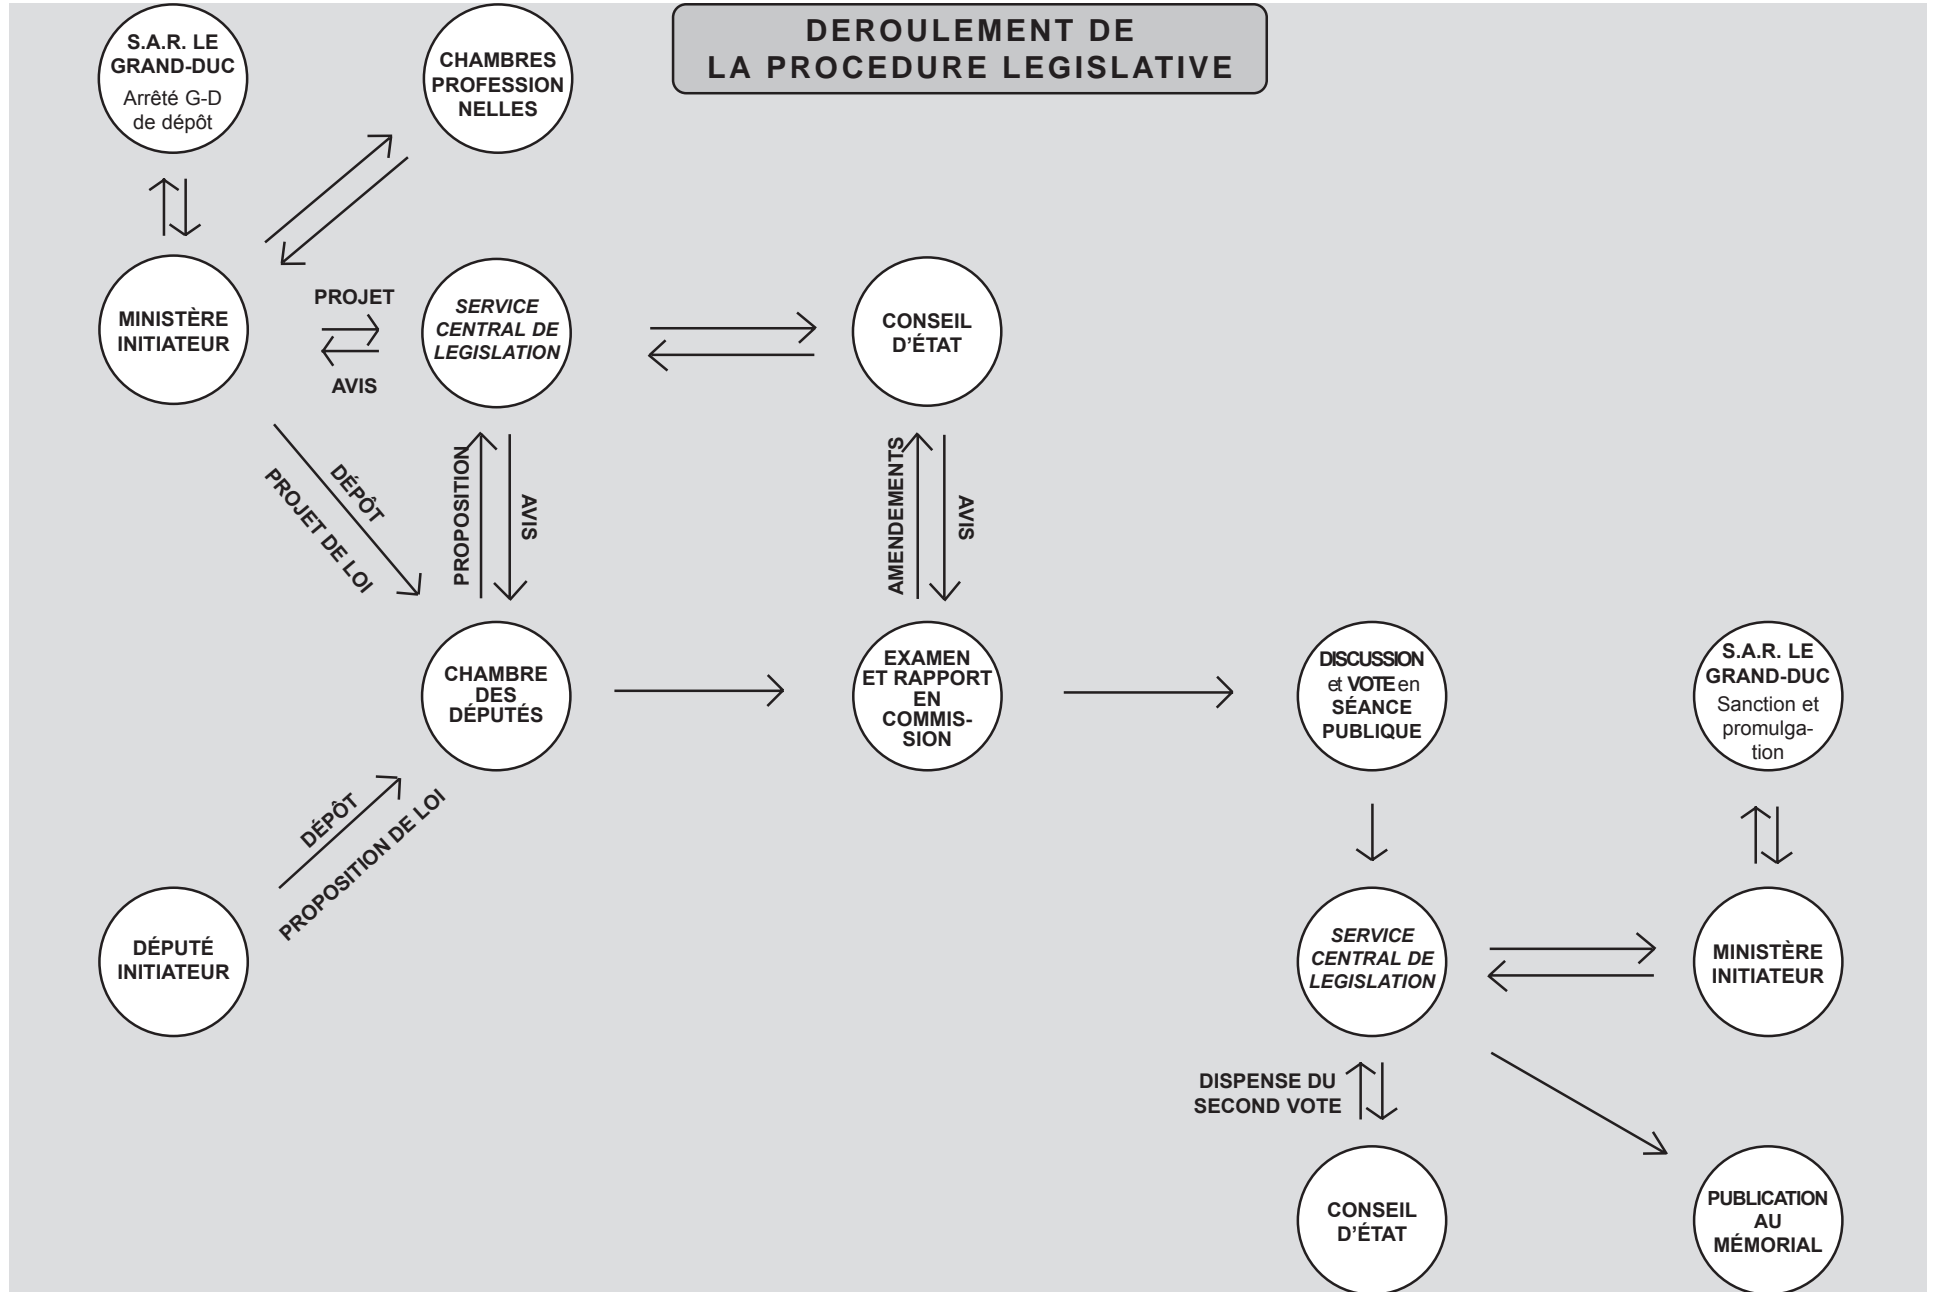 DEROULEMENT DE
LA PROCEDURE LEGISLATIVE
S.A.R. LE
GRAND-DUC
Arrêté G-D
de dépôt
CHAMBRES
PROFESSION
NELLES
MINISTÈRE
INITIATEUR
PROJET
AVIS
SERVICE
CENTRAL DE
LEGISLATION
CONSEIL
D’ÉTAT
DÉPÔT
PROJET DE LOI
PROPOSITION
AVIS
AMENDEMENTS
AVIS
CHAMBRE
DES
DÉPUTÉS
EXAMEN
ET RAPPORT
EN
COMMIS-
SION
DISCUSSION
et VOTE en
SÉANCE
PUBLIQUE
S.A.R. LE
GRAND-DUC
Sanction et
promulga-
tion
DÉPÔT
PROPOSITION DE LOI
DÉPUTÉ
INITIATEUR
SERVICE
CENTRAL DE
LEGISLATION
MINISTÈRE
INITIATEUR
DISPENSE DU
SECOND VOTE
CONSEIL
D’ÉTAT
PUBLICATION
AU
MÉMORIAL